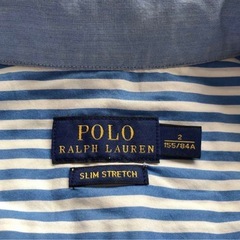 POLO
RALPH LAUREN
2
155/84A
SLIM STRETCH